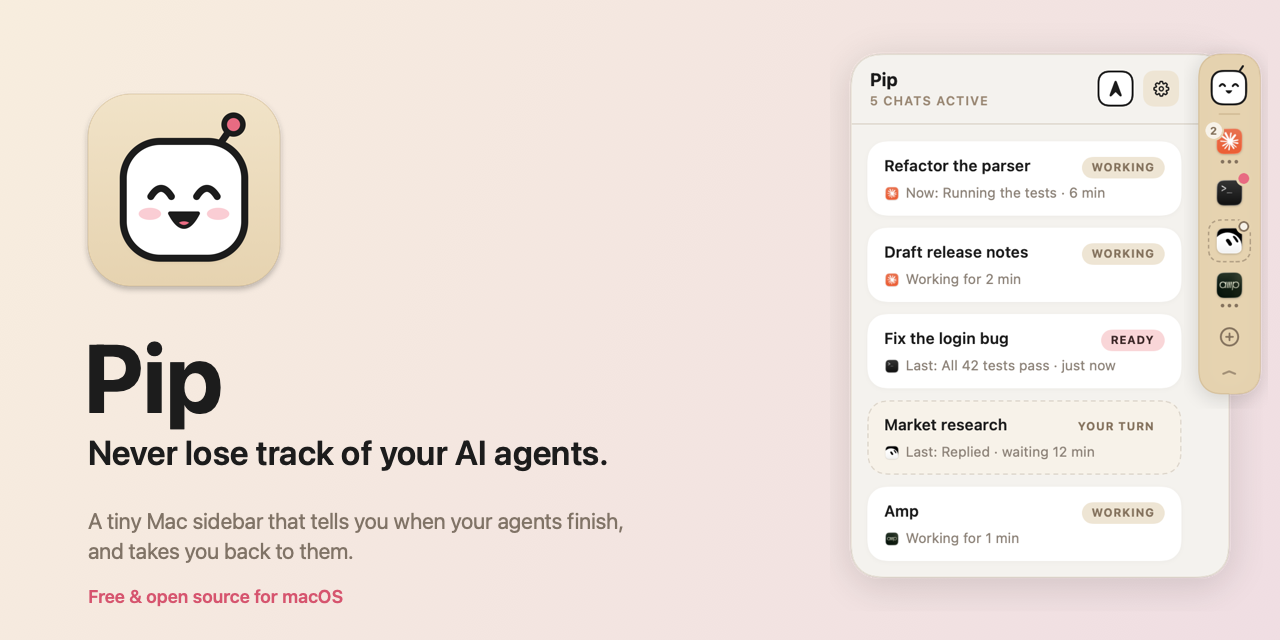 Pip
Never lose track of your AI agents.
A tiny Mac sidebar that tells you when your agents finish,
and takes you back to them.
Free & open source for macOS
Pip
5 CHATS ACTIVE
Refactor the parser
WORKING
Now: Running the tests · 6 min
Draft release notes
WORKING
Working for 2 min
Fix the login bug
READY
Last: All 42 tests pass · just now
Market research
YOUR TURN
Last: Replied · waiting 12 min
Amp
WORKING
Working for 1 min
2
>_
amp